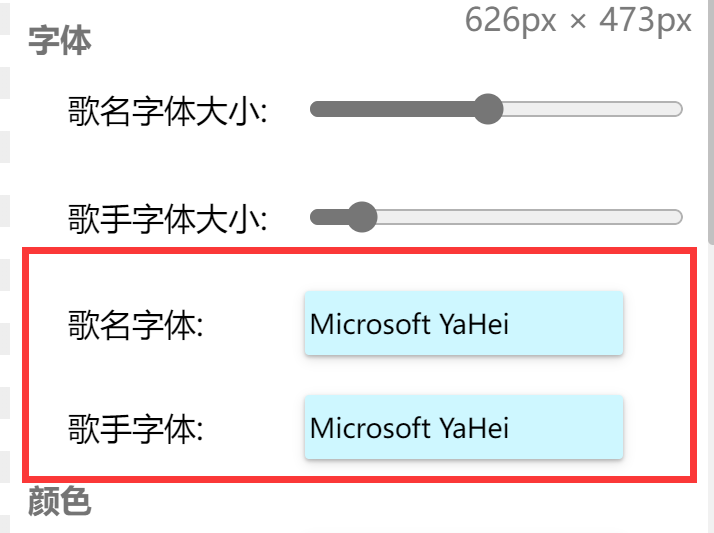 626px × 473px
字体
歌名字体大小:
歌手字体大小:
歌名字体:
Microsoft YaHei
歌手字体:
Microsoft YaHei
颜色